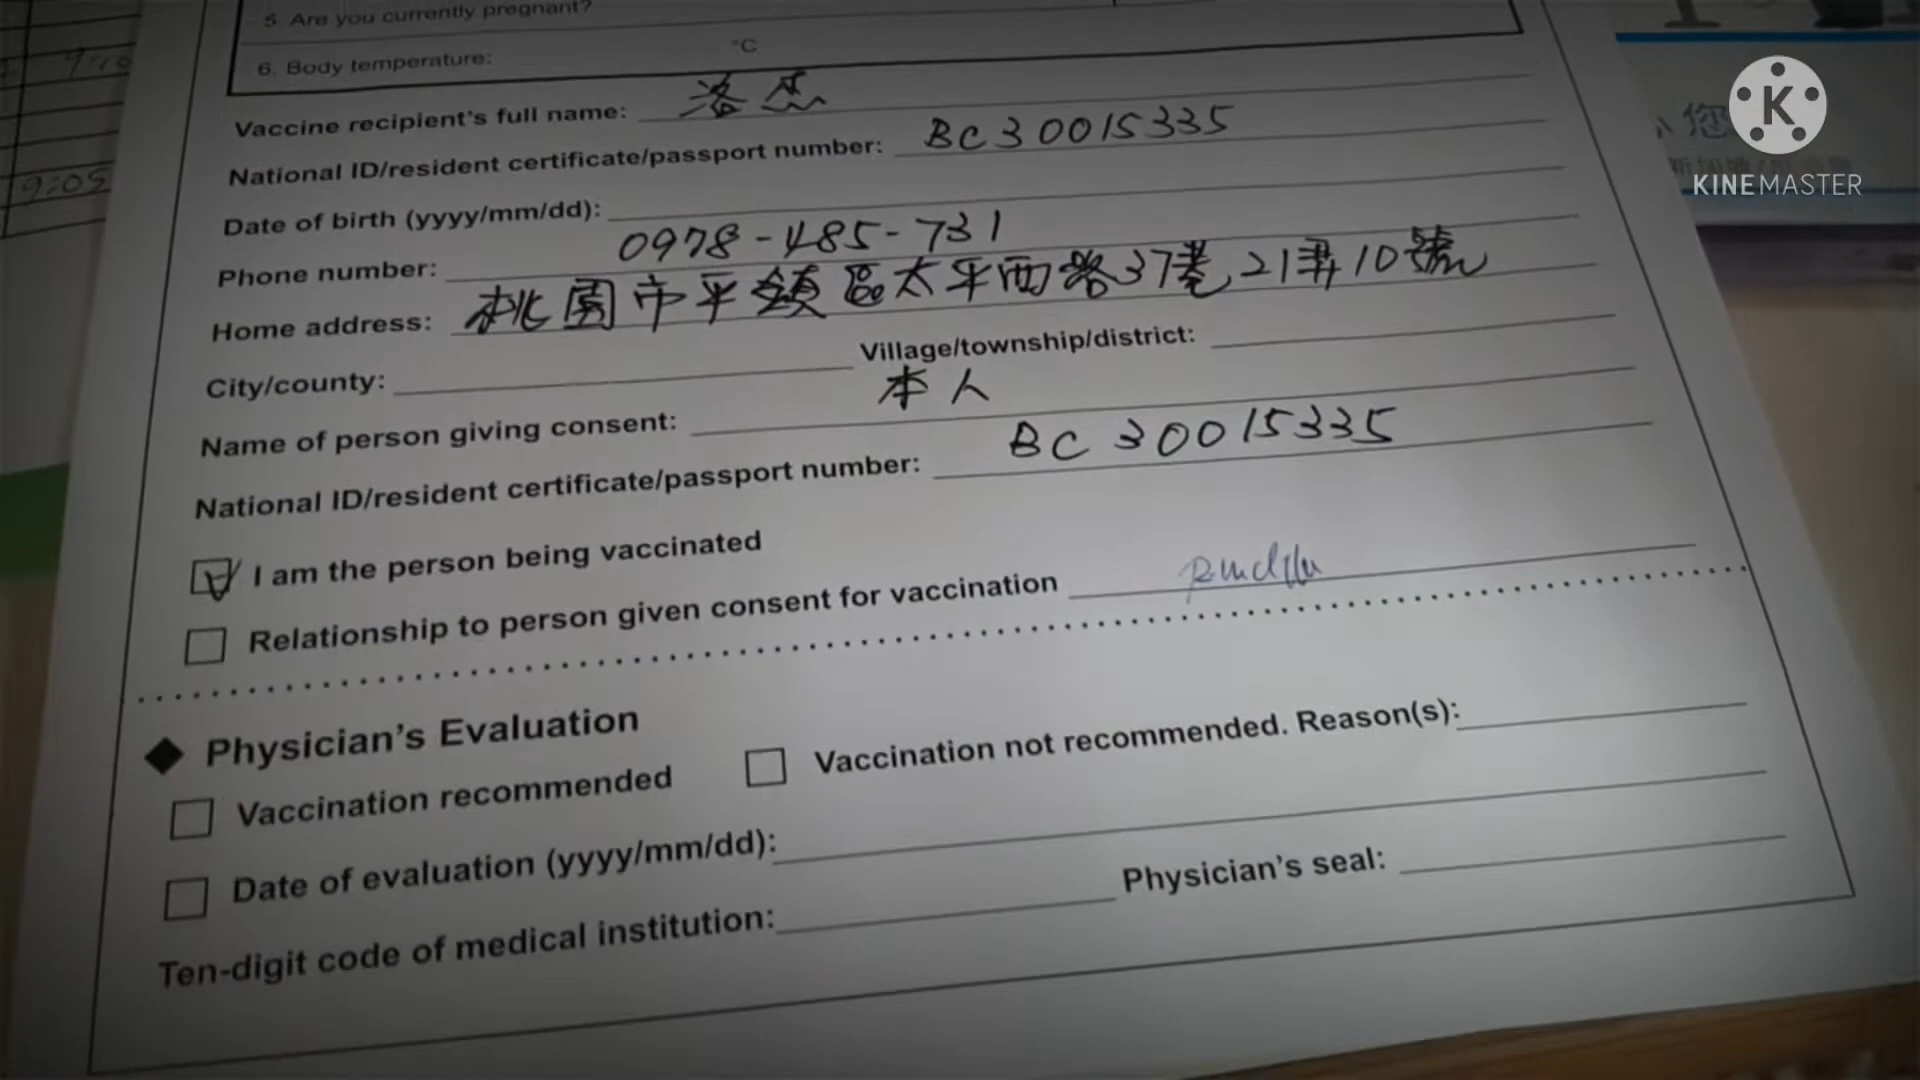 5. Are you currently pregnant?
6. Body temperature: °C
Vaccine recipient's full name: 洛杰
National ID/resident certificate/passport number: BC30015335
Date of birth (yyyy/mm/dd):
Phone number: 0978-485-731
Home address: 桃園市平鎮區太平西路37巷21弄10號
City/county: Village/township/district:
Name of person giving consent: 本人
National ID/resident certificate/passport number: BC30015335
I am the person being vaccinated
Relationship to person given consent for vaccination
Physician's Evaluation
Vaccination recommended Vaccination not recommended. Reason(s):
Date of evaluation (yyyy/mm/dd):
Ten-digit code of medical institution: Physician's seal:
9:05
您
K
KINEMASTER